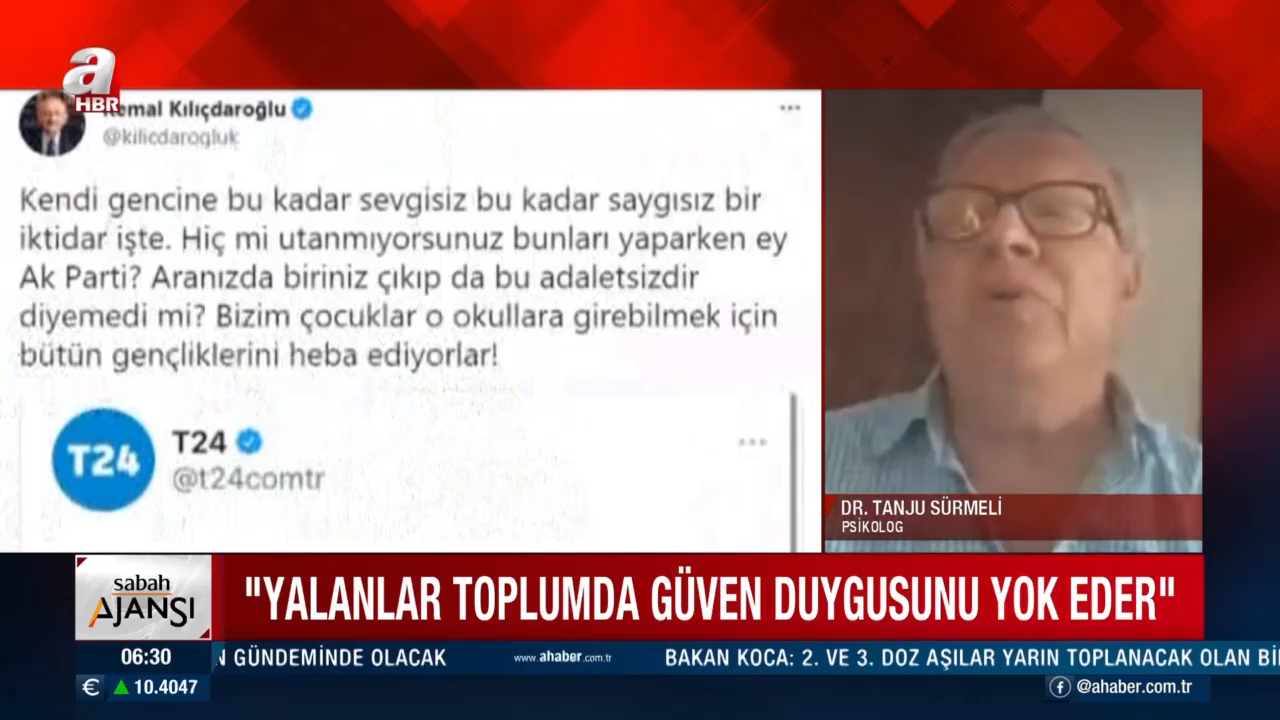 a
HBR
Kemal Kılıçdaroğlu
@kilicdarogluk
Kendi gencine bu kadar sevgisiz bu kadar saygısız bir
iktidar işte. Hiç mi utanmıyorsunuz bunları yaparken ey
Ak Parti? Aranızda biriniz çıkıp da bu adaletsizdir
diyemedi mi? Bizim çocuklar o okullara girebilmek için
bütün gençliklerini heba ediyorlar!
T24
T24
@t24comtr
DR. TANJU SÜRMELİ
PSİKOLOG
sabah
AJANSI
"YALANLAR TOPLUMDA GÜVEN DUYGUSUNU YOK EDER"
06:30
N GÜNDEMİNDE OLACAK
www.ahaber.com.tr
BAKAN KOCA: 2. VE 3. DOZ AŞILAR YARIN TOPLANACAK OLAN Bİ
€ ▲ 10.4047
@ahaber.com.tr